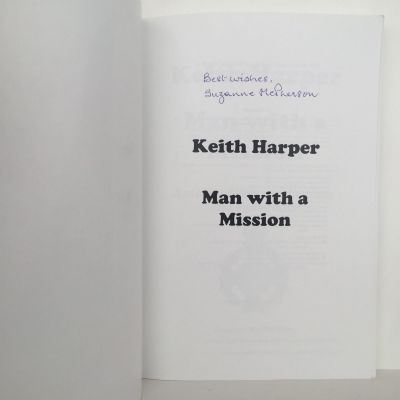 Best wishes,
Suzanne McPherson
Keith Harper
Man with a
Mission